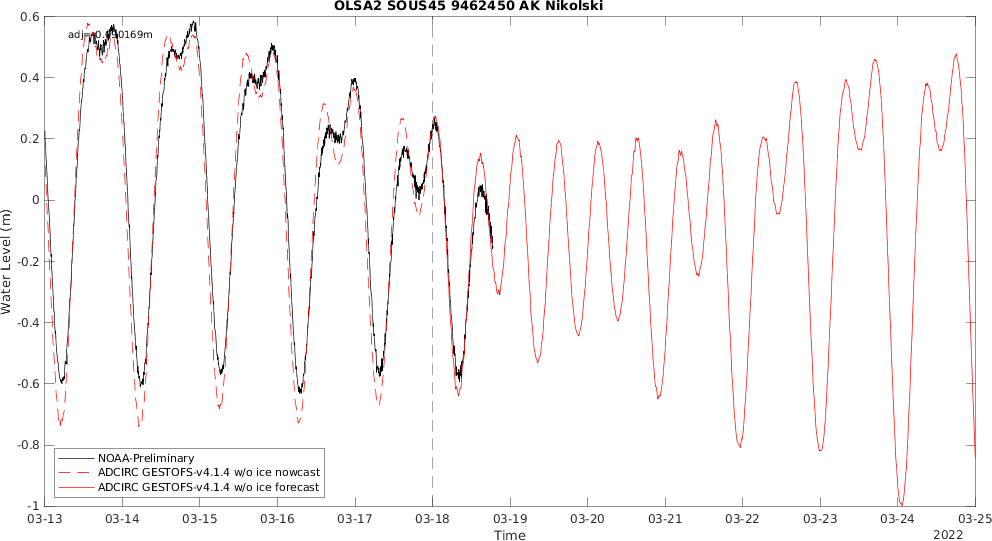 OLSA2 SOUS45 9462450 AK Nikolski
0.6
0.4
0.2
0
-0.2
-0.4
-0.6
-0.8
-1
Water Level (m)
NOAA-Preliminary
ADCIRC GESTOFS-v4.1.4 w/o ice nowcast
ADCIRC GESTOFS-v4.1.4 w/o ice forecast
03-13 03-14 03-15 03-16 03-17 03-18 03-19 03-20 03-21 03-22 03-23 03-24 03-25
Time
2022